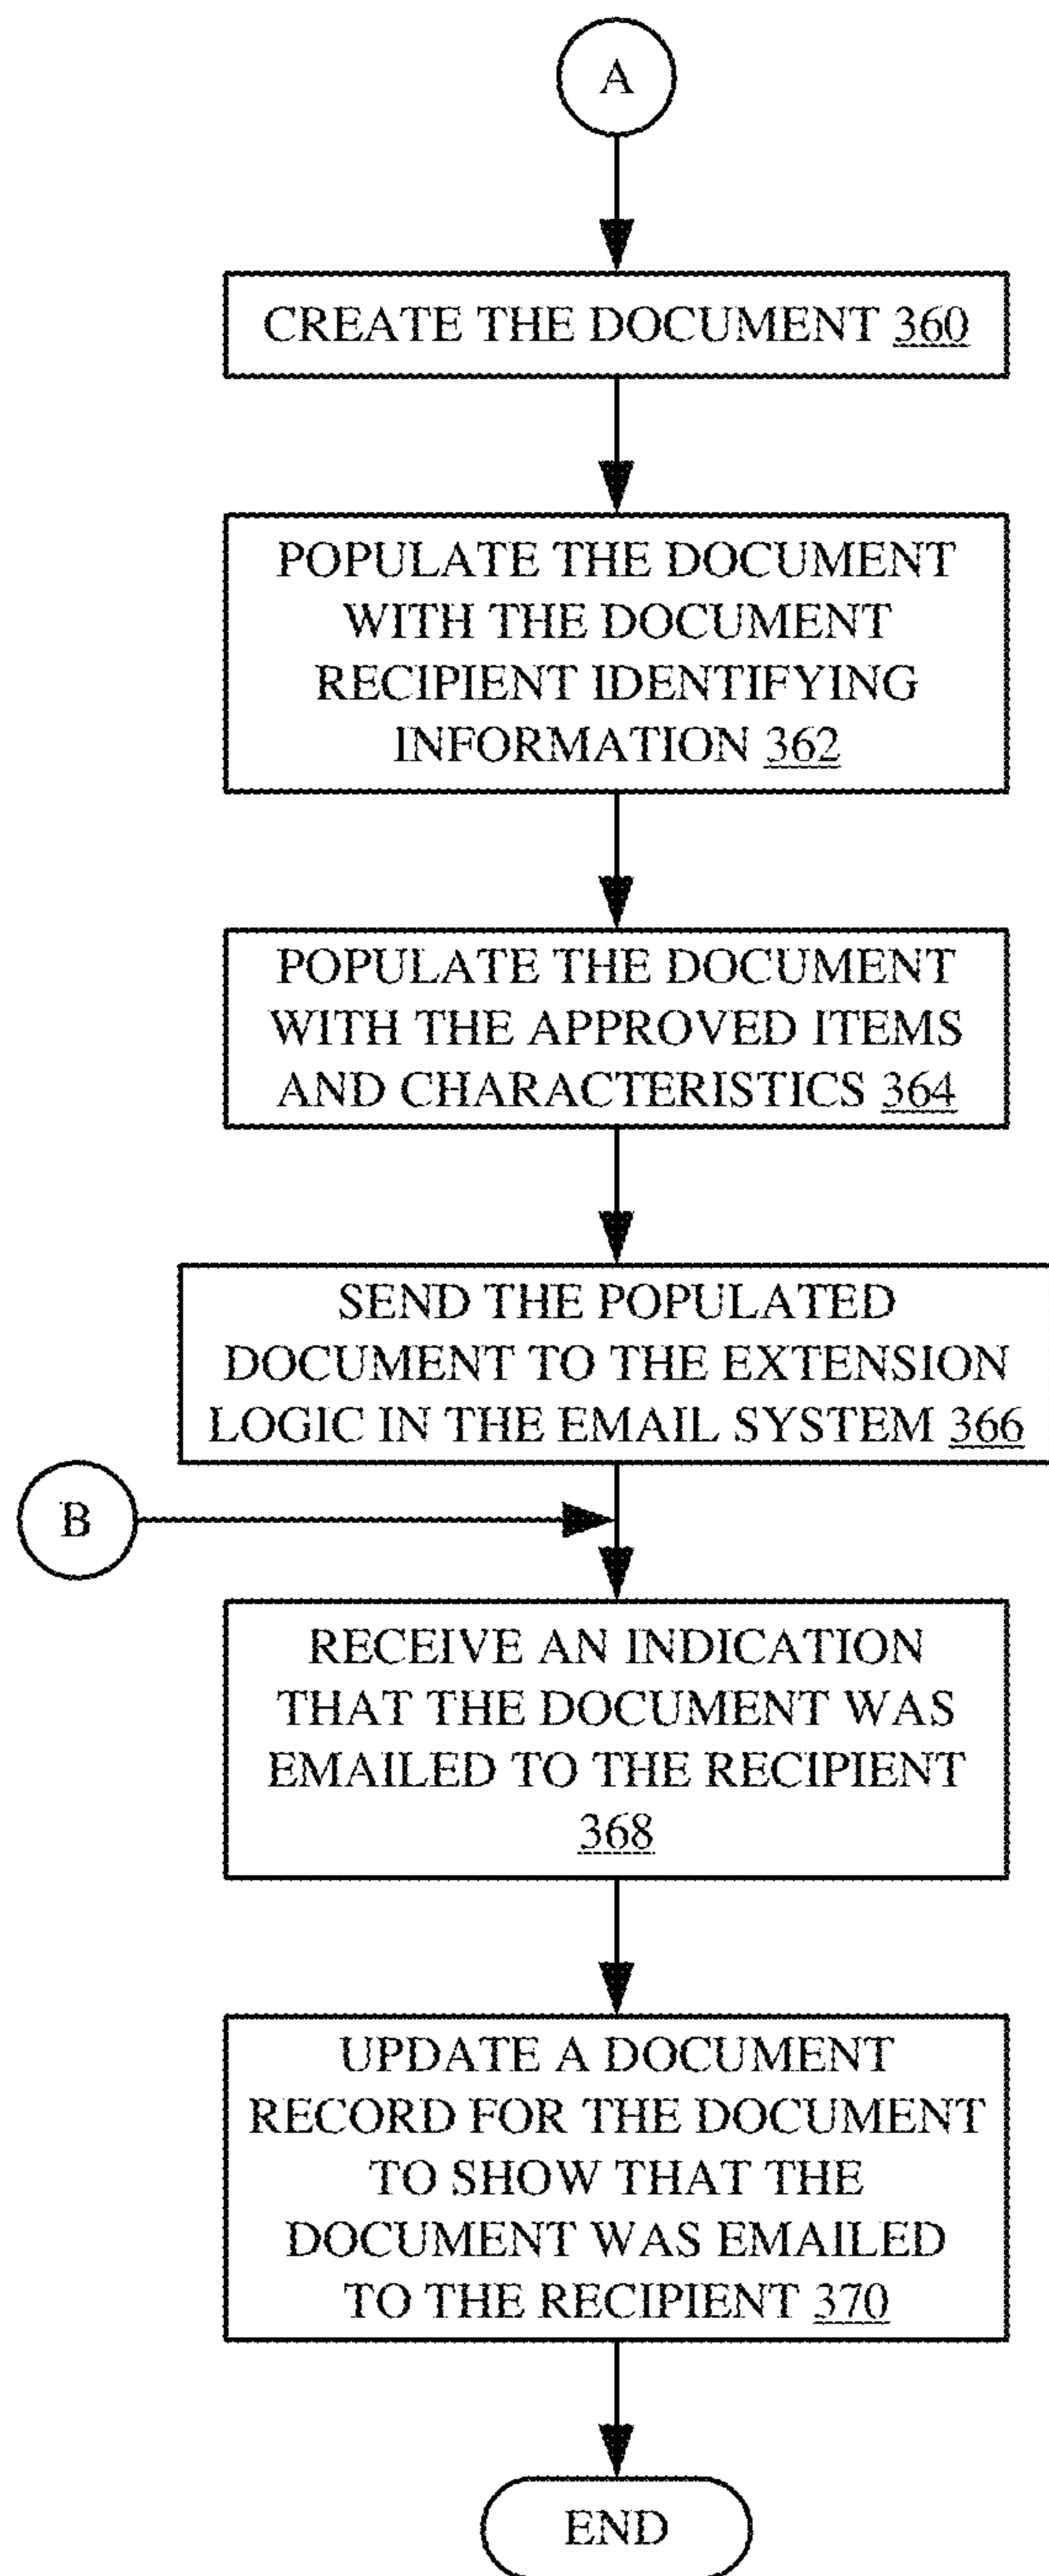 A
CREATE THE DOCUMENT 360
POPULATE THE DOCUMENT
WITH THE DOCUMENT
RECIPIENT IDENTIFYING
INFORMATION 362
POPULATE THE DOCUMENT
WITH THE APPROVED ITEMS
AND CHARACTERISTICS 364
SEND THE POPULATED
DOCUMENT TO THE EXTENSION
LOGIC IN THE EMAIL SYSTEM 366
B
RECEIVE AN INDICATION
THAT THE DOCUMENT WAS
EMAILED TO THE RECIPIENT
368
UPDATE A DOCUMENT
RECORD FOR THE DOCUMENT
TO SHOW THAT THE
DOCUMENT WAS EMAILED
TO THE RECIPIENT 370
END